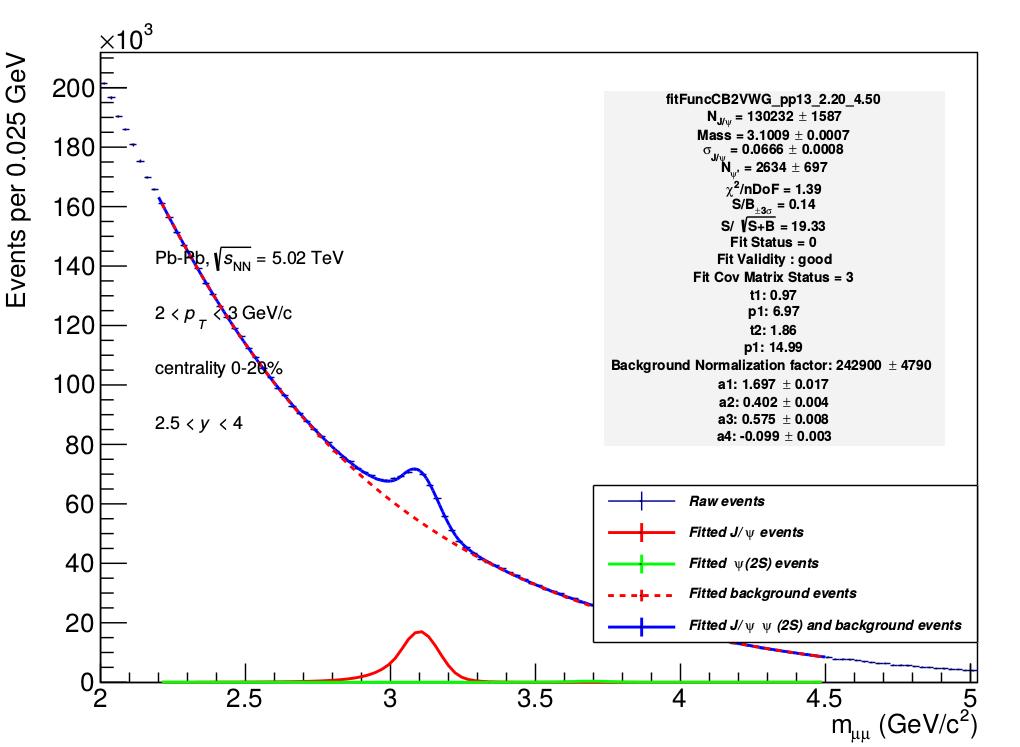 ×10³
Events per 0.025 GeV
200
180
160
140
120
100
80
60
40
20
0
2
2.5
3
3.5
4
4.5
5
m_μμ (GeV/c²)
Pb-Pb, √s_NN = 5.02 TeV
2 < p_T < 3 GeV/c
centrality 0-20%
2.5 < y < 4
fitFuncCB2VWG_pp13_2.20_4.50
N_J/ψ = 130232 ± 1587
Mass = 3.1009 ± 0.0007
σ_J/ψ = 0.0666 ± 0.0008
N_ψ' = 2634 ± 697
χ²/nDoF = 1.39
S/B_±3σ = 0.14
S/ √S+B = 19.33
Fit Status = 0
Fit Validity : good
Fit Cov Matrix Status = 3
t1: 0.97
p1: 6.97
t2: 1.86
p1: 14.99
Background Normalization factor: 242900 ± 4790
a1: 1.697 ± 0.017
a2: 0.402 ± 0.004
a3: 0.575 ± 0.008
a4: -0.099 ± 0.003
Raw events
Fitted J/ψ events
Fitted ψ(2S) events
Fitted background events
Fitted J/ψ ψ (2S) and background events